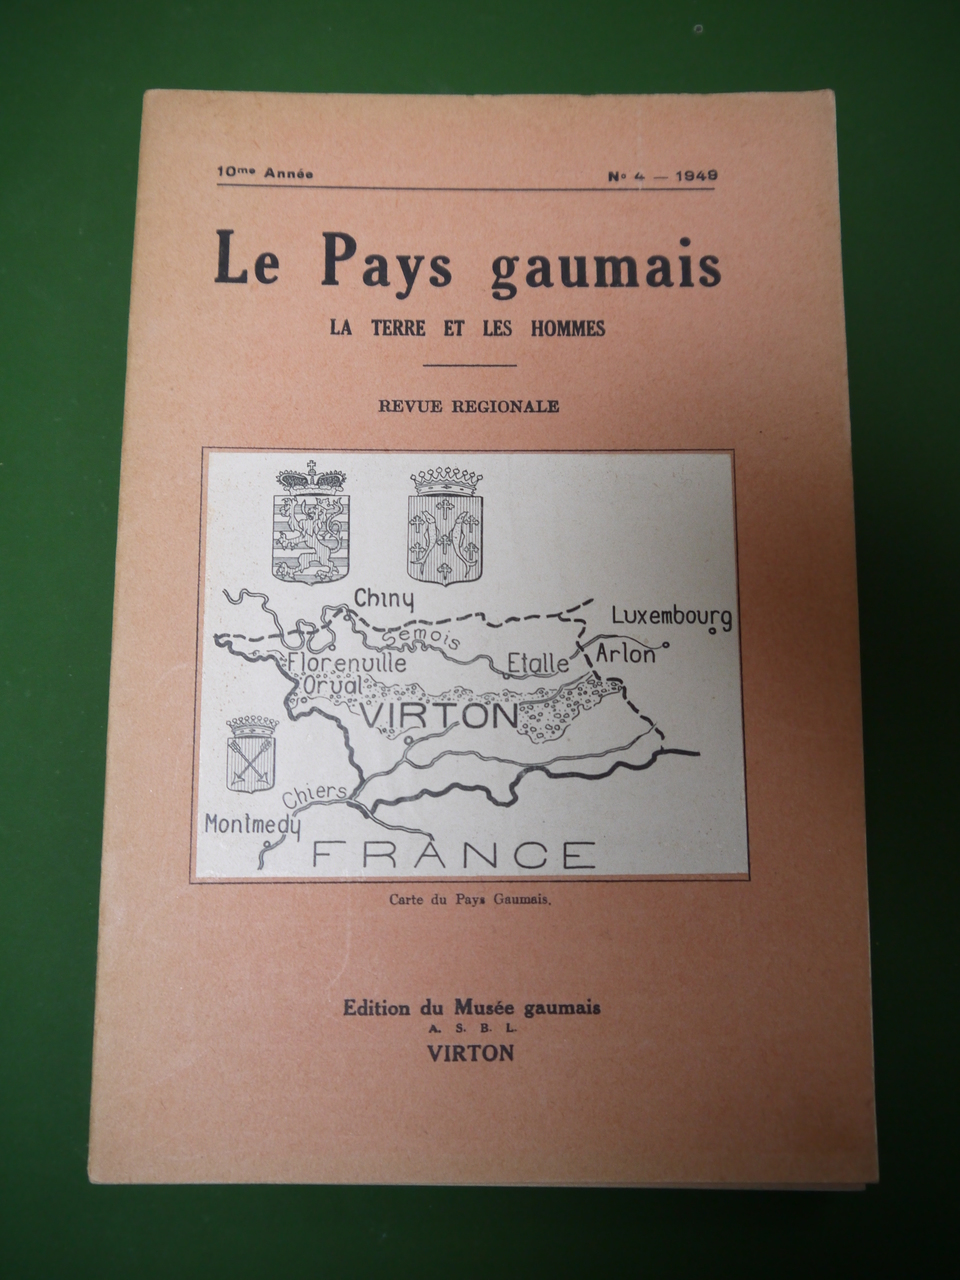 10me Année
No 4 — 1949
Le Pays gaumais
LA TERRE ET LES HOMMES
REVUE REGIONALE
Chiny
Luxembourg
Semois
Florenville
Etalle
Arlon
Orval
VIRTON
Chiers
Montmedy
FRANCE
Carte du Pays Gaumais.
Edition du Musée gaumais
A. S. B. L.
VIRTON